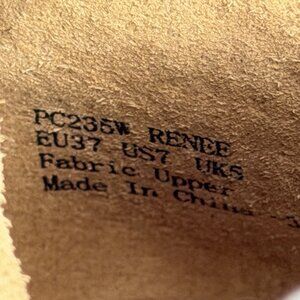 PC235W RENEE
EU37 US7 UK5
Fabric Upper
Made In China